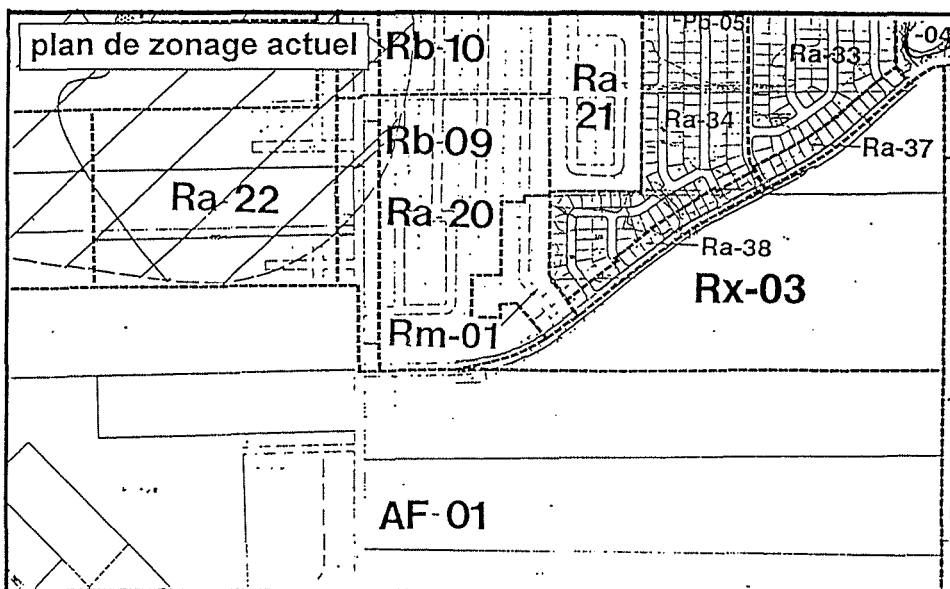 plan de zonage actuel
Rb-10
Pb-05
Ra-33
-04
Ra
21
Ra-34
Rb-09
Ra-37
Ra-22
Ra-20
Ra-38
Rx-03
Rm-01
AF-01